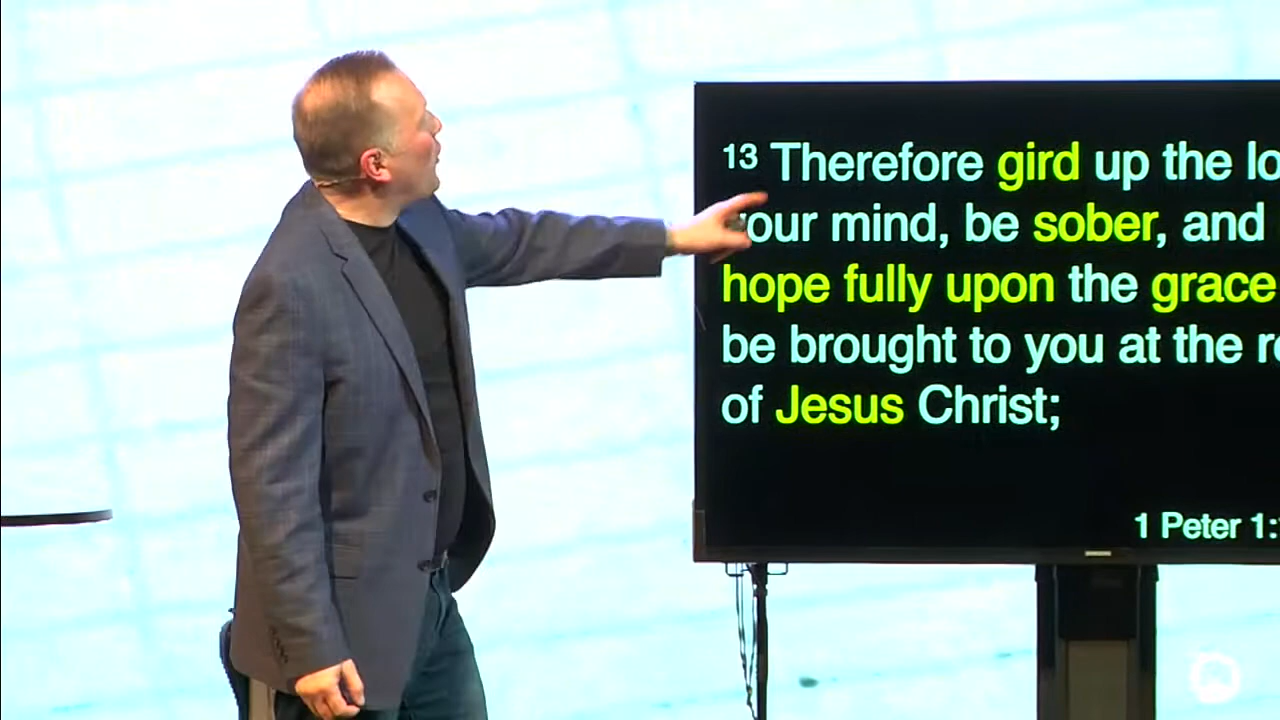 13 Therefore gird up the lo
your mind, be sober, and
hope fully upon the grace
be brought to you at the re
of Jesus Christ;
1 Peter 1: